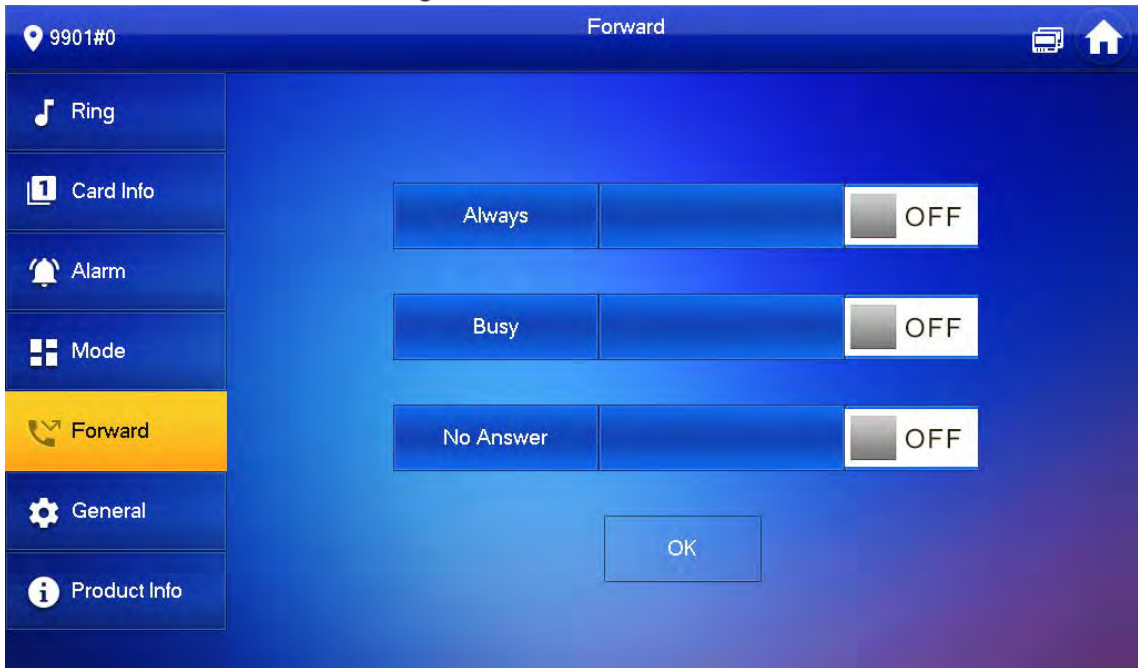 9901#0
Forward
Ring
Card Info
Alarm
Mode
Forward
General
Product Info
Always
OFF
Busy
OFF
No Answer
OFF
OK